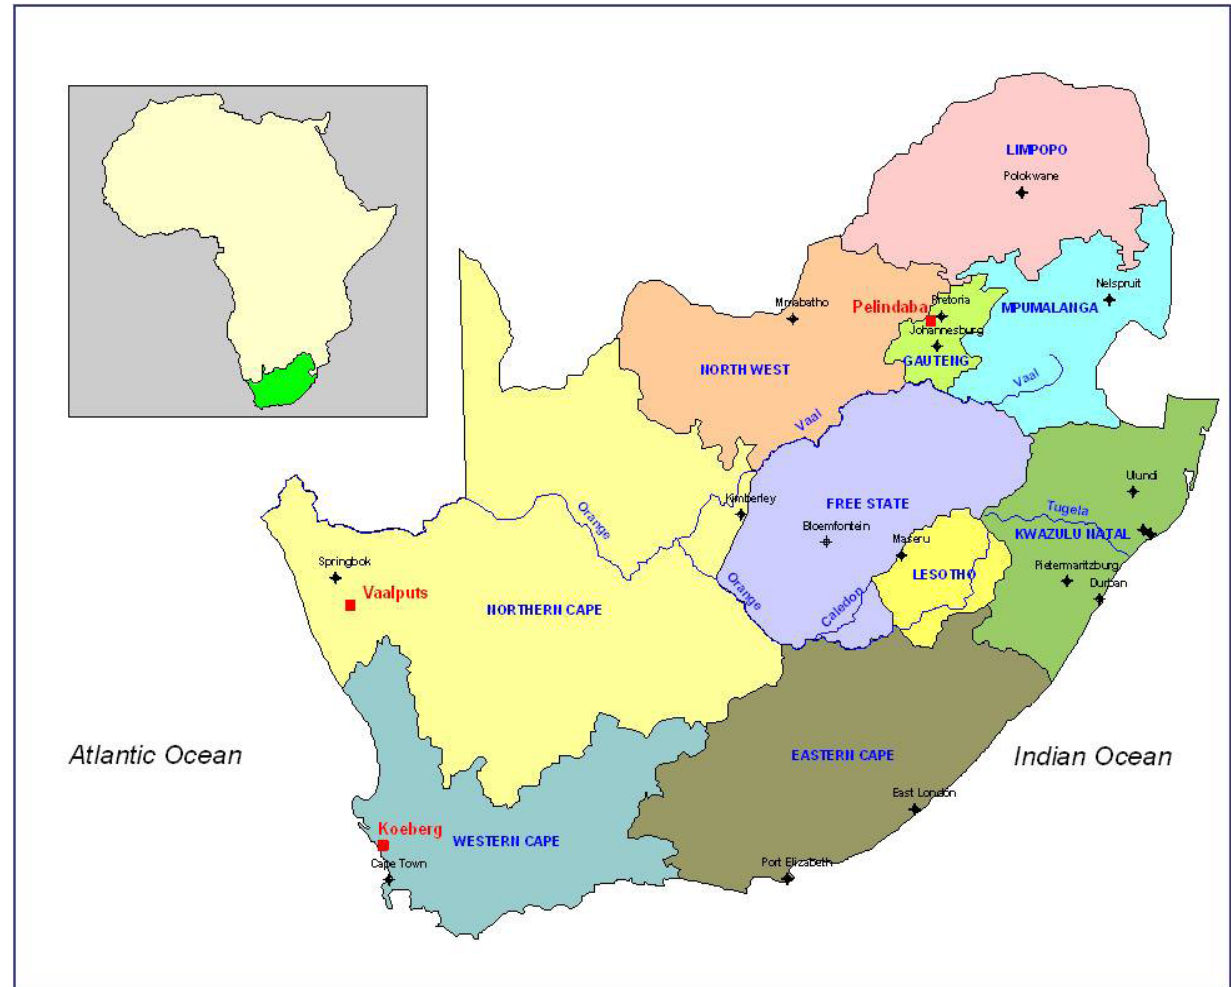 LIMPOPO
Polokwane
Nelspruit
Mmabatho
Pelindaba
Pretoria
MPUMALANGA
Johannesburg
GAUTENG
NORTH WEST
Vaal
Vaal
Ulundi
Kimberley
FREE STATE
Orange
Tugela
Bloemfontein
KWAZULU NATAL
Maseru
Springbok
LESOTHO
Pietermaritzburg
Vaalputs
Orange
Durban
NORTHERN CAPE
Caledon
Atlantic Ocean
EASTERN CAPE
Indian Ocean
East London
Koeberg
WESTERN CAPE
Cape Town
Port Elizabeth